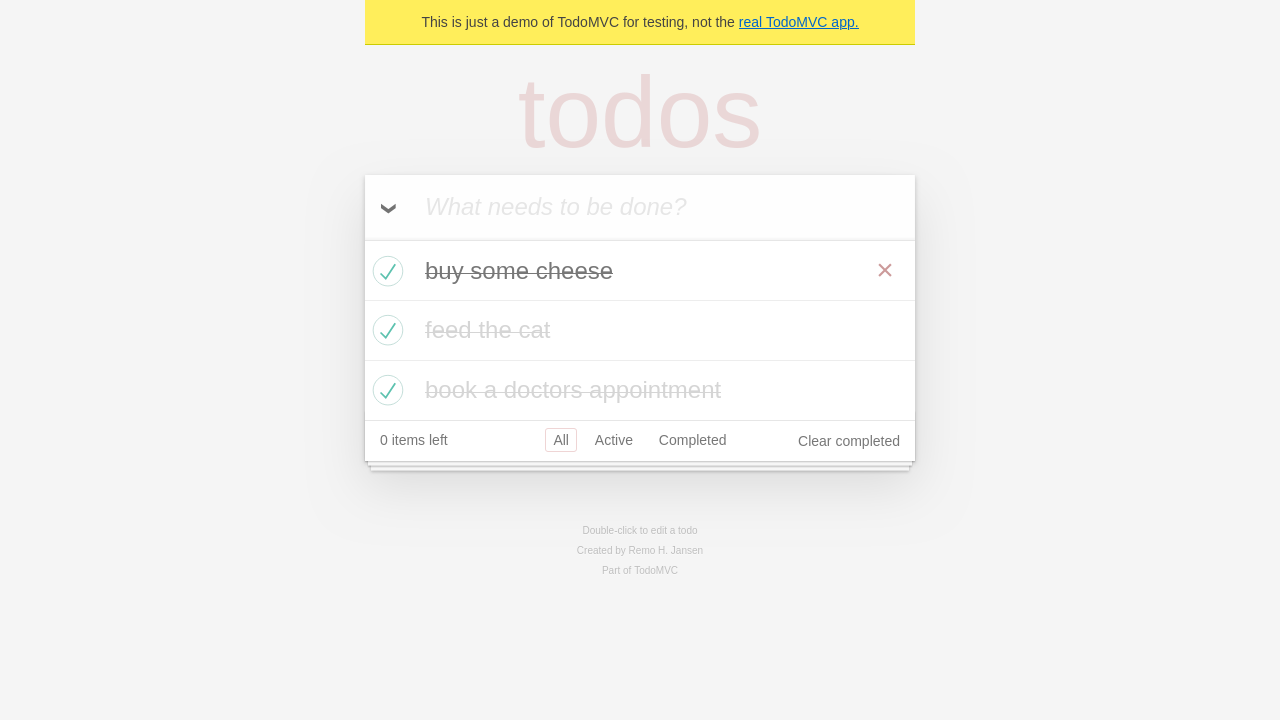 This is just a demo of TodoMVC for testing, not the real TodoMVC app.
todos
What needs to be done?
buy some cheese
feed the cat
book a doctors appointment
0 items left All Active Completed Clear completed
Double-click to edit a todo
Created by Remo H. Jansen
Part of TodoMVC